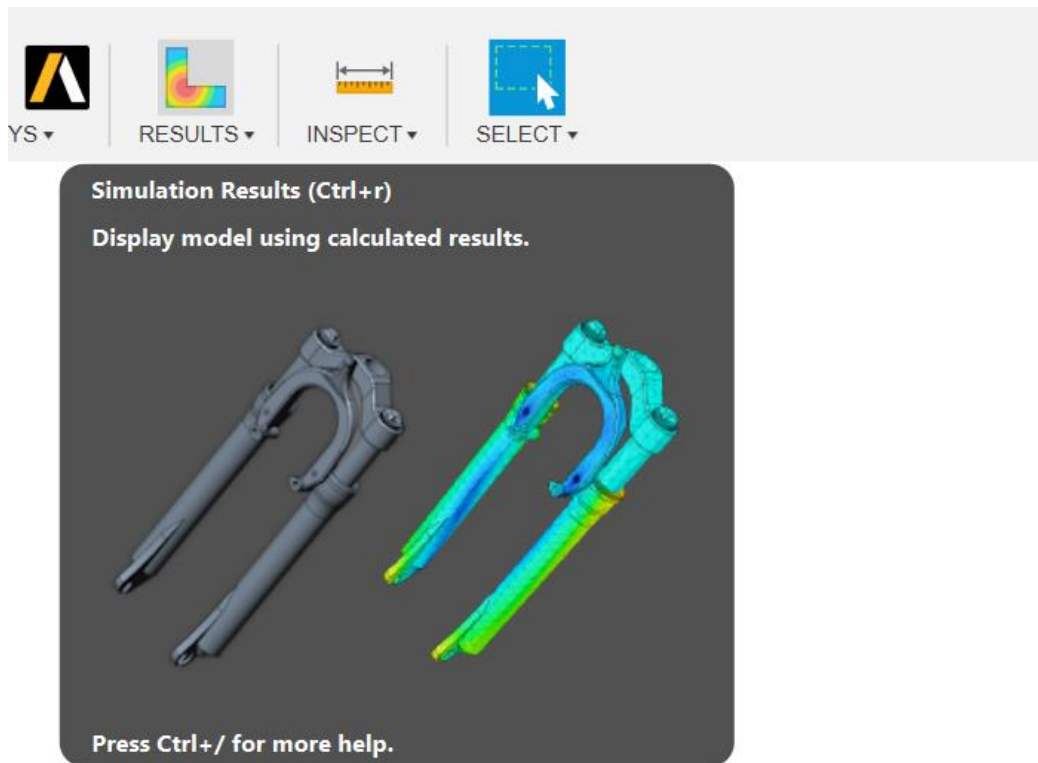 YS
RESULTS
INSPECT
SELECT
Simulation Results (Ctrl+r)
Display model using calculated results.
Press Ctrl+/ for more help.